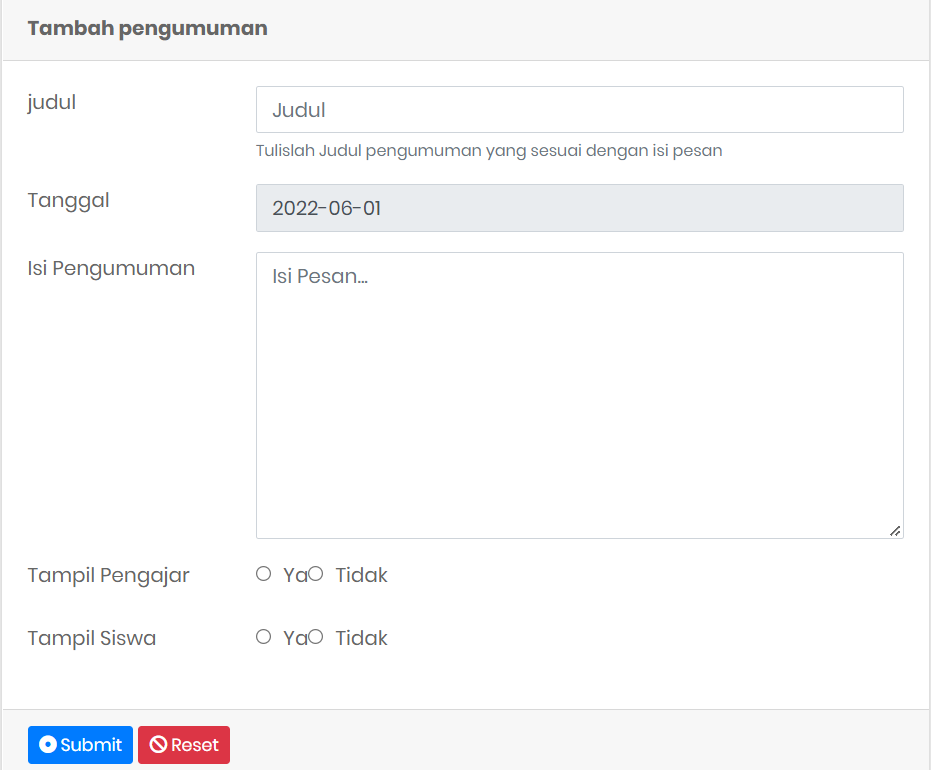 Tambah pengumuman
judul
Judul
Tulislah Judul pengumuman yang sesuai dengan isi pesan
Tanggal
2022-06-01
Isi Pengumuman
Isi Pesan...
Tampil Pengajar
Ya Tidak
Tampil Siswa
Ya Tidak
Submit Reset